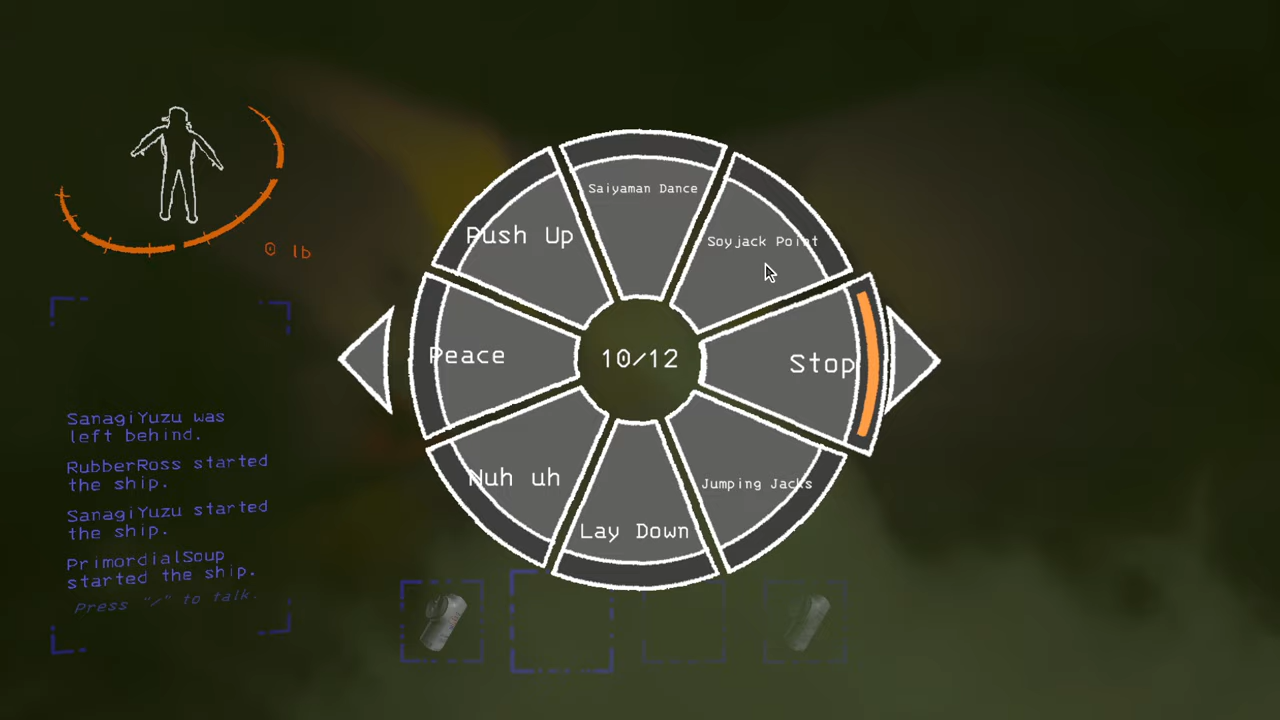 Saiyaman Dance
Push Up
Soyjack Point
0 lb
Peace
10/12
Stop
SanagiYuzu was
left behind.
RubberRoss started
the ship.
Nuh uh
Jumping Jacks
SanagiYuzu started
the ship.
Lay Down
PrimordialSoup
started the ship.
Press "/" to talk.